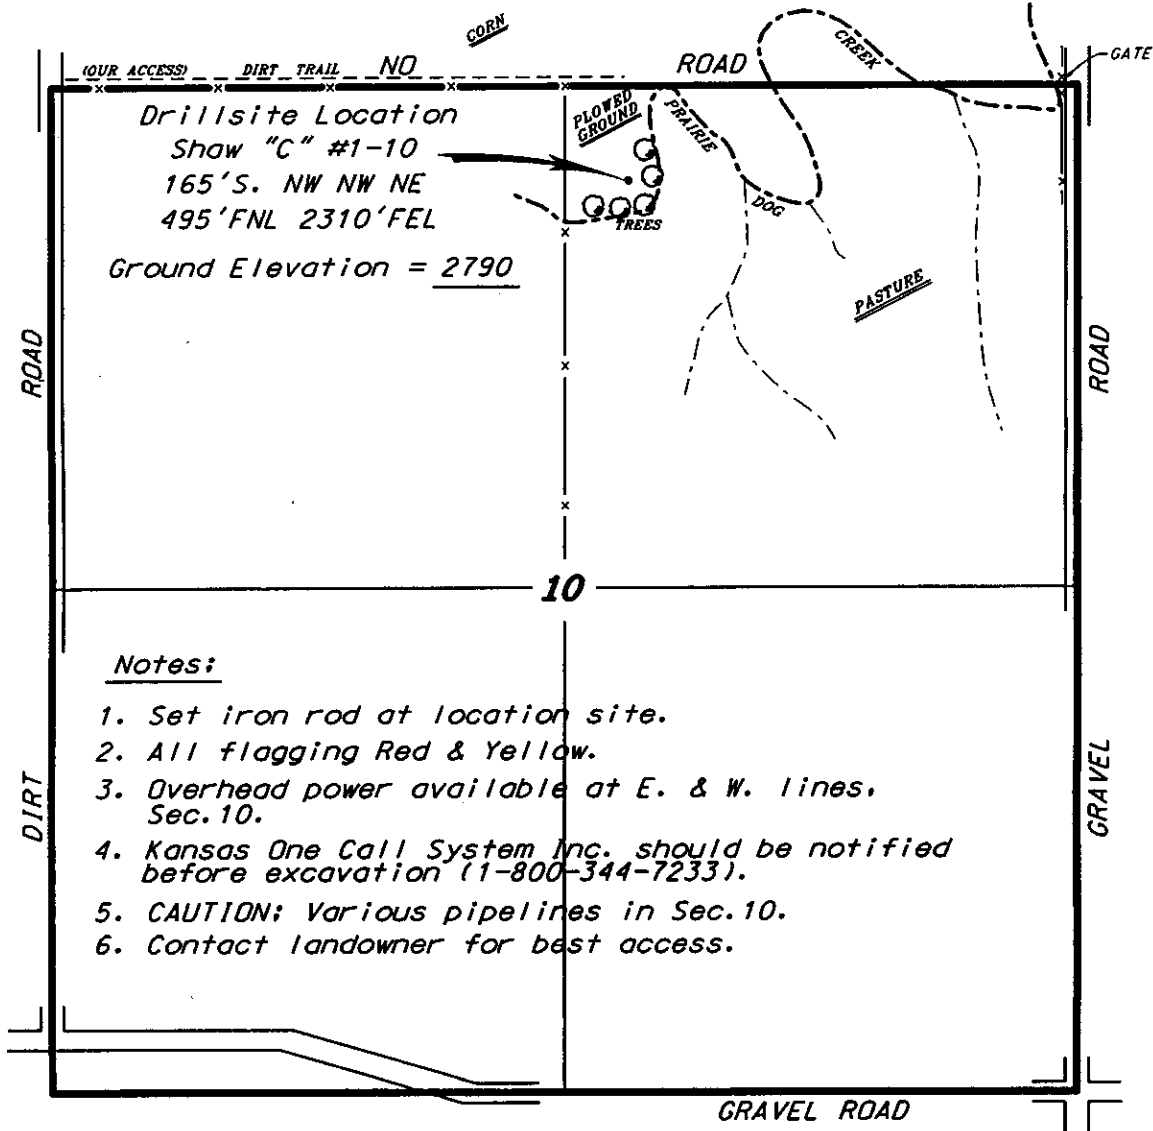 CORN
(OUR ACCESS) DIRT TRAIL NO ROAD
CREEK
GATE
Drillsite Location
Shaw "C" #1-10
165'S. NW NW NE
495'FNL 2310'FEL
Ground Elevation = 2790
PLOWED
GROUND
PRAIRIE
DOG
TREES
PASTURE
ROAD
ROAD
10
Notes:
1. Set iron rod at location site.
2. All flagging Red & Yellow.
3. Overhead power available at E. & W. lines,
Sec.10.
4. Kansas One Call System Inc. should be notified
before excavation (1-800-344-7233).
5. CAUTION: Various pipelines in Sec.10.
6. Contact landowner for best access.
DIRT
GRAVEL
GRAVEL ROAD